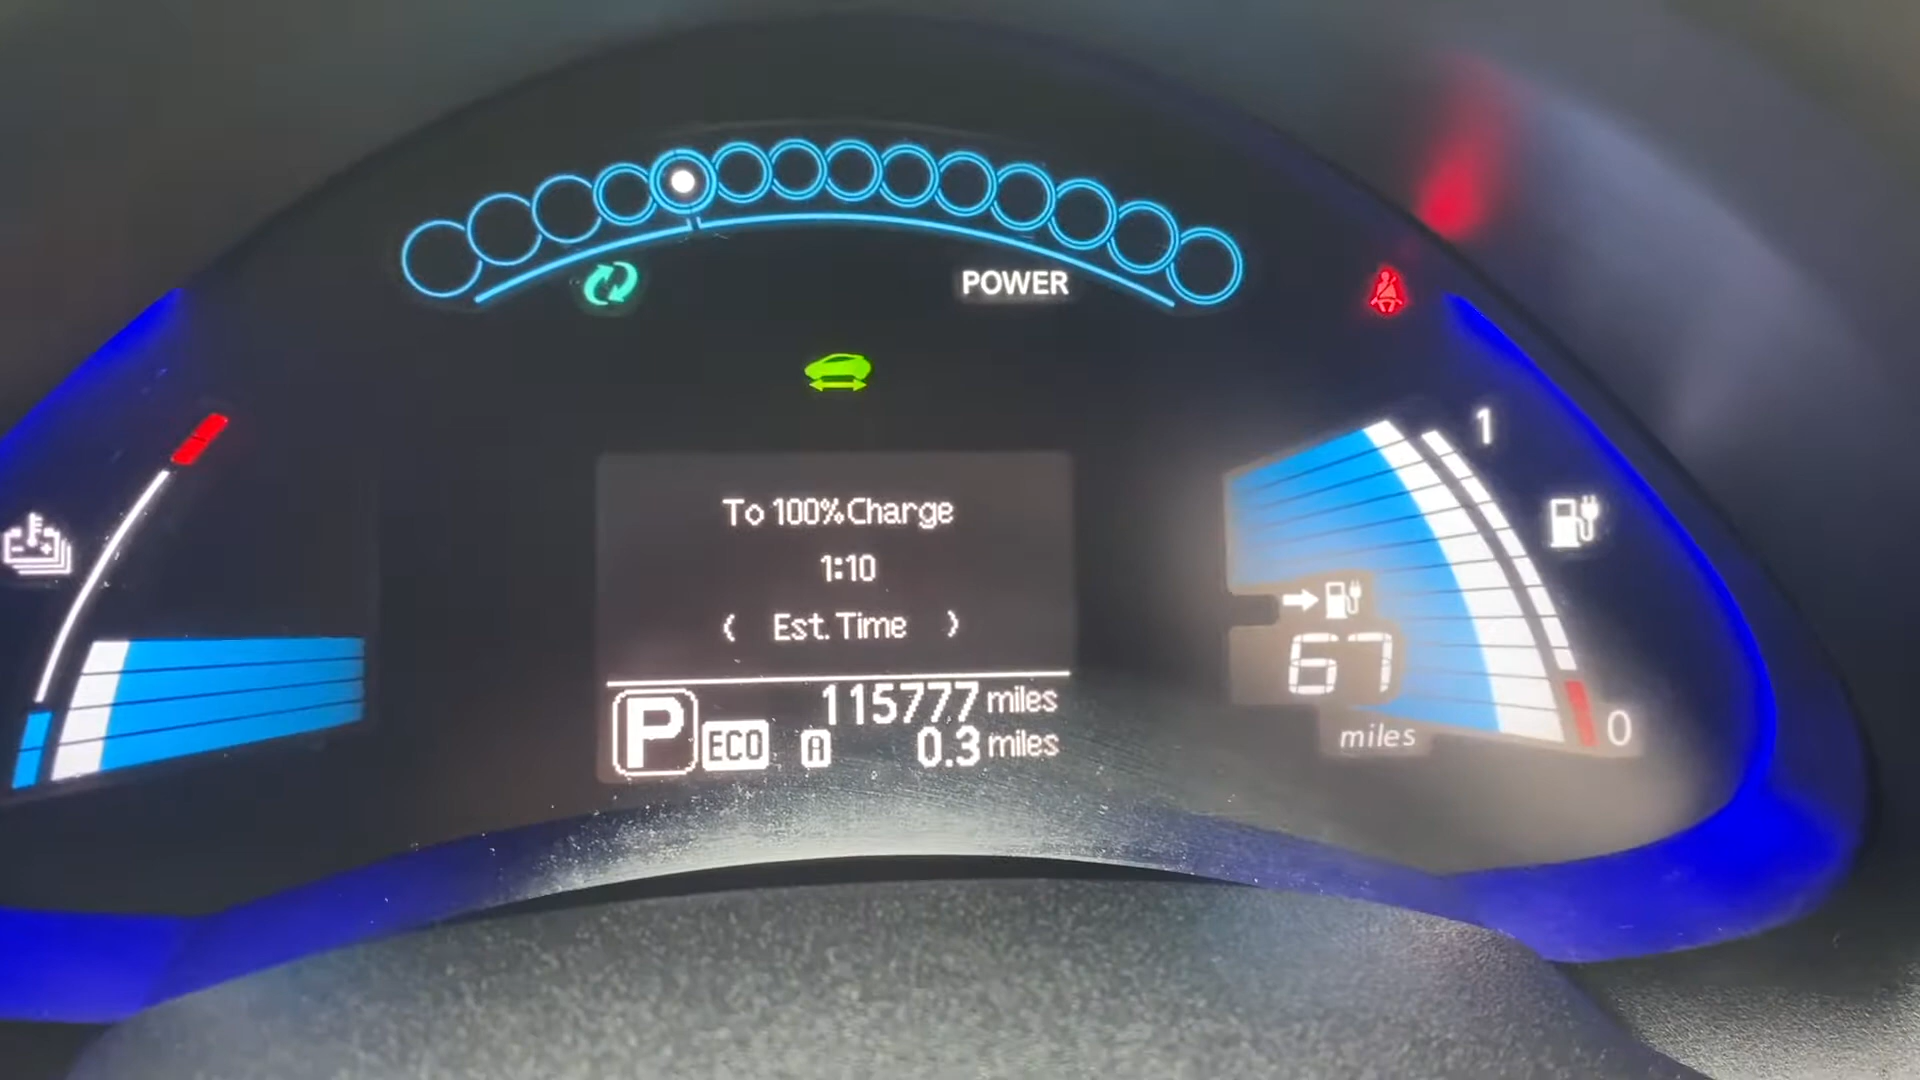 POWER
To 100% Charge
1:10
‹ Est. Time ›
P ECO
115777 miles
A 0.3 miles
1
67
miles
0